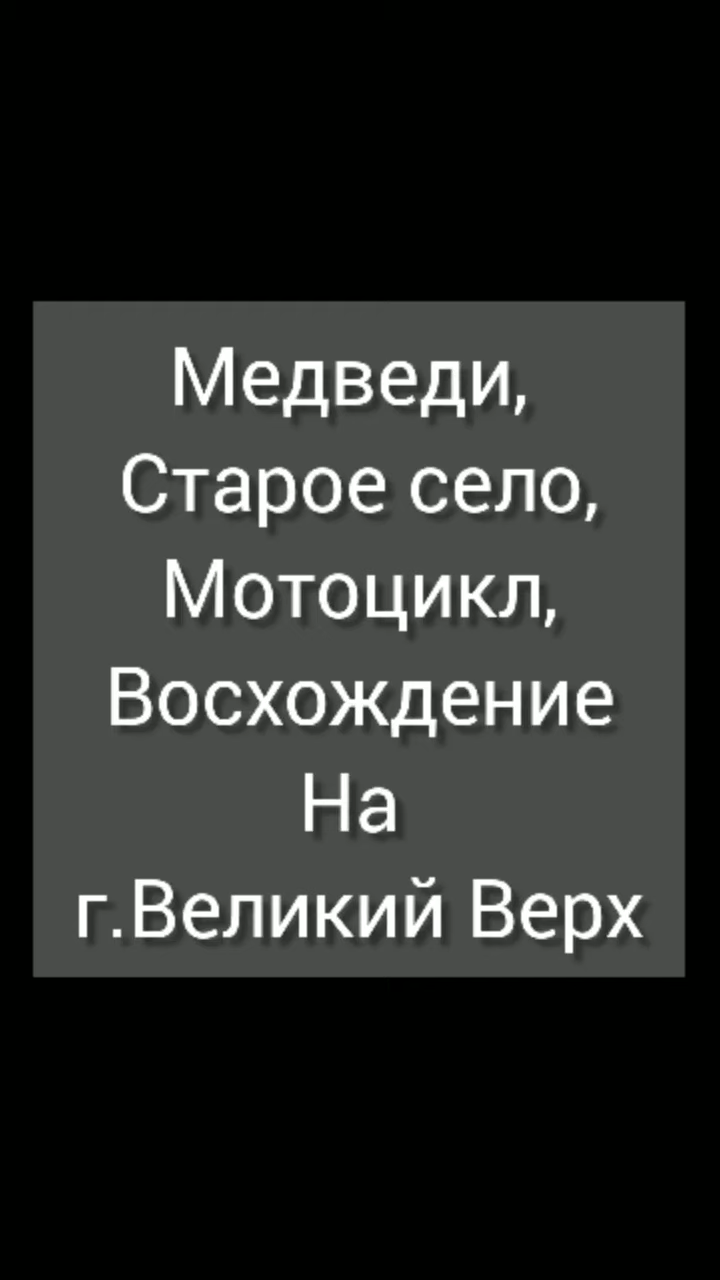 Медведи,
Старое село,
Мотоцикл,
Восхождение
На
г.Великий Верх